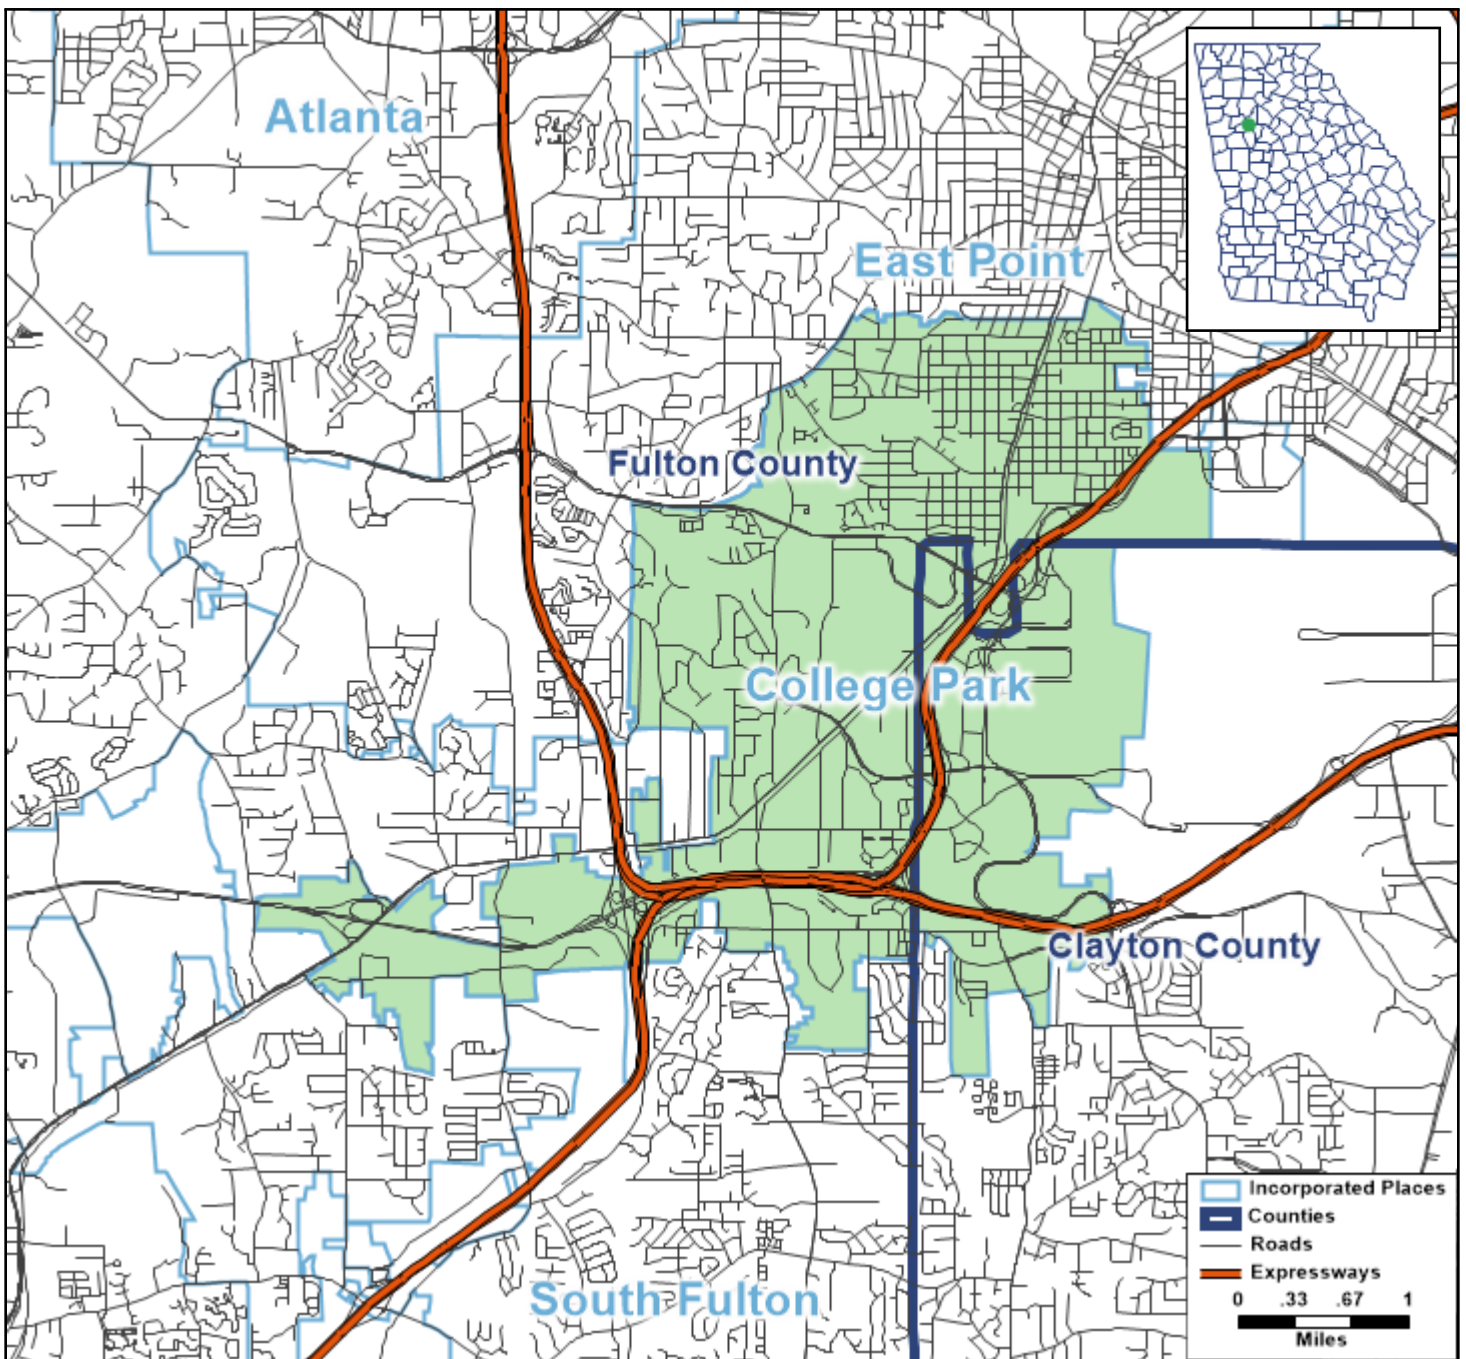 Atlanta
East Point
Fulton County
College Park
Clayton County
South Fulton
Incorporated Places
Counties
Roads
Expressways
0 .33 .67 1
Miles